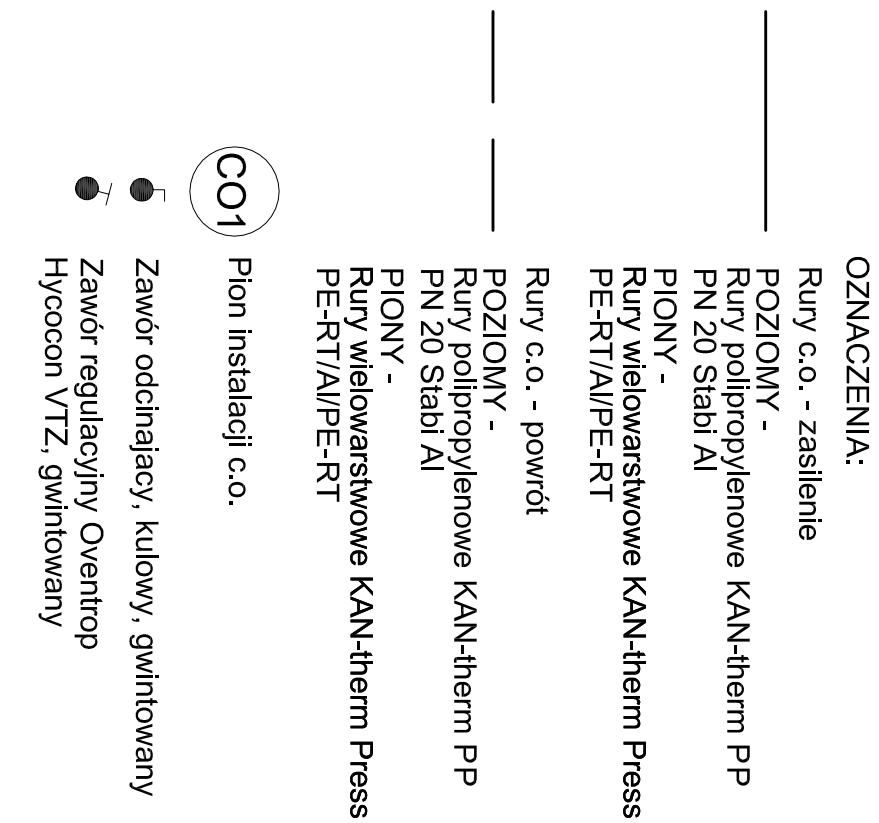 OZNACZENIA:
Rury c.o. - zasilenie
POZIOMY -
Rury polipropylenowe KAN-therm PP
PN 20 Stabi Al
PIONY -
Rury wielowarstwowe KAN-therm Press
PE-RT/Al/PE-RT
Rury c.o. - powrót
POZIOMY -
Rury polipropylenowe KAN-therm PP
PN 20 Stabi Al
PIONY -
Rury wielowarstwowe KAN-therm Press
PE-RT/Al/PE-RT
CO1 Pion instalacji c.o.
Zawór odcinajacy, kulowy, gwintowany
Zawór regulacyjny Oventrop
Hycocon VTZ, gwintowany